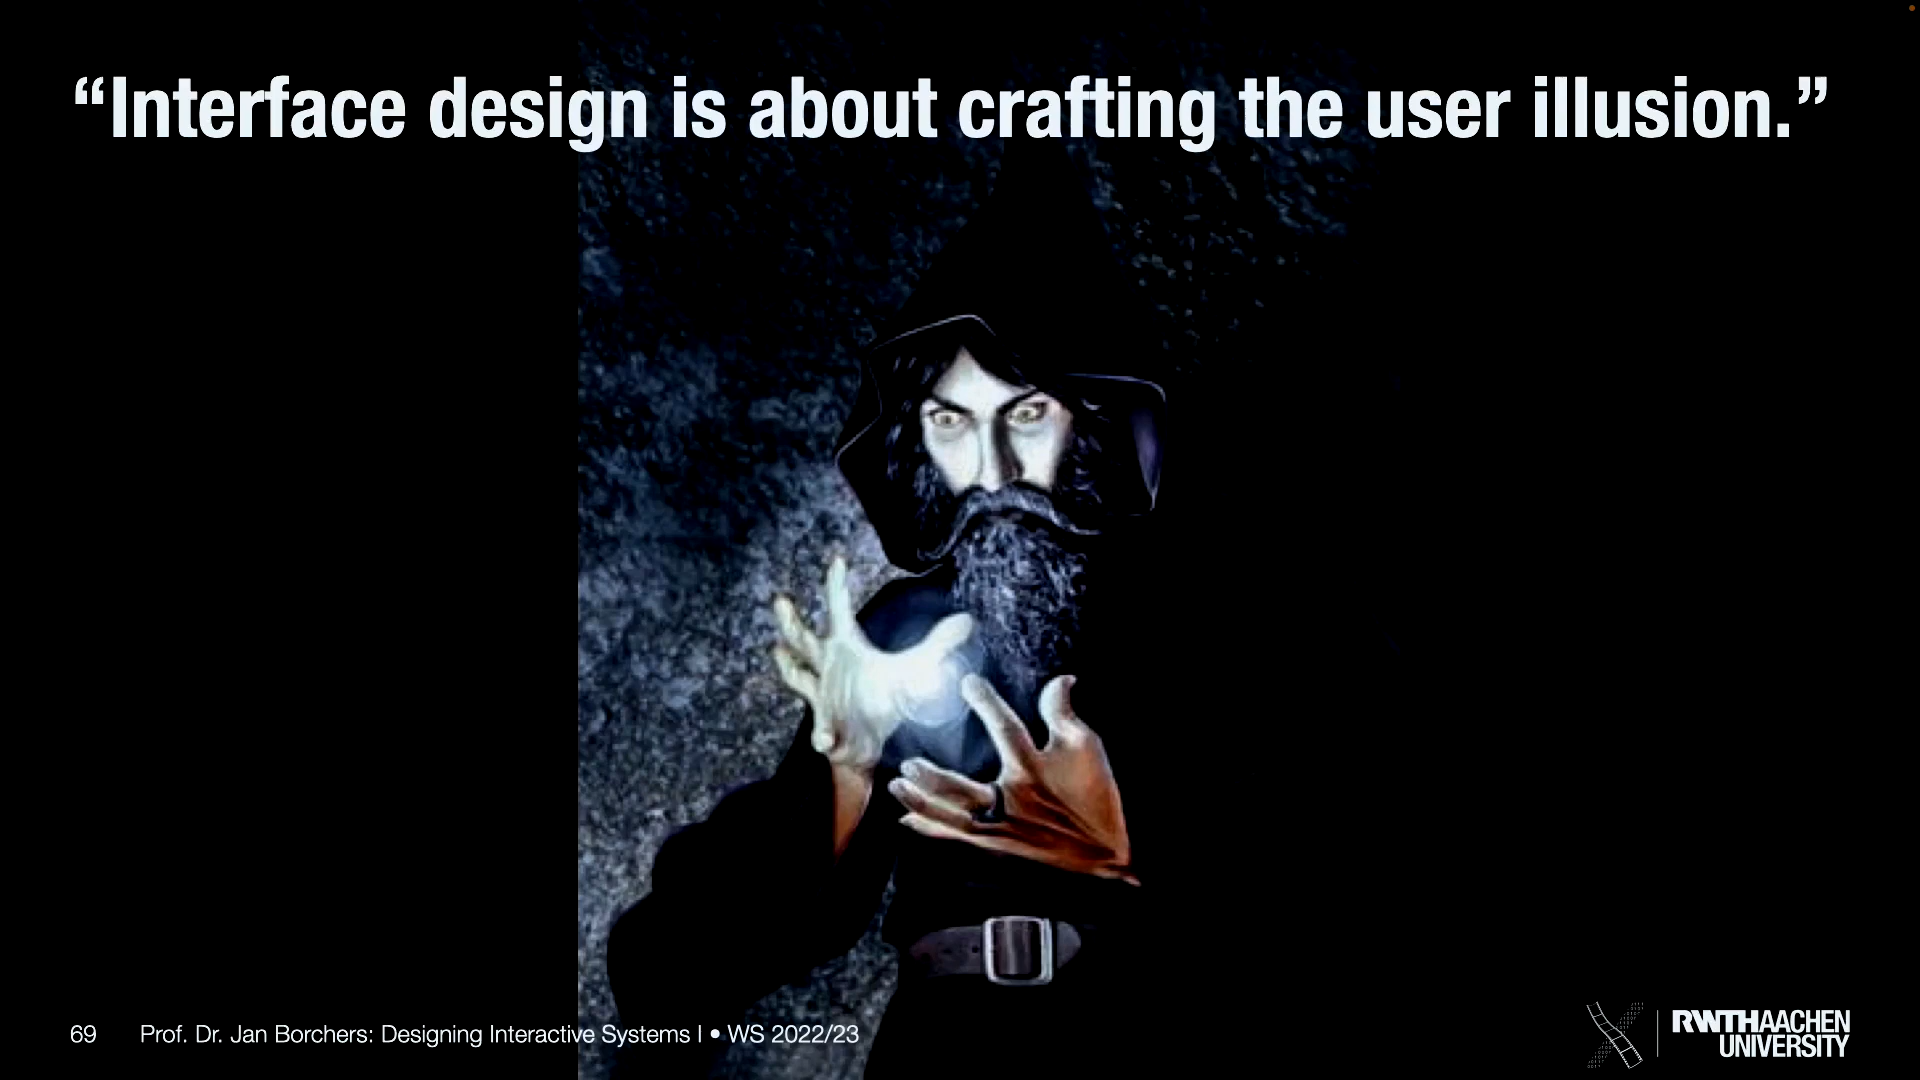 “Interface design is about crafting the user illusion.”
69 Prof. Dr. Jan Borchers: Designing Interactive Systems I • WS 2022/23
RWTHAACHEN
UNIVERSITY